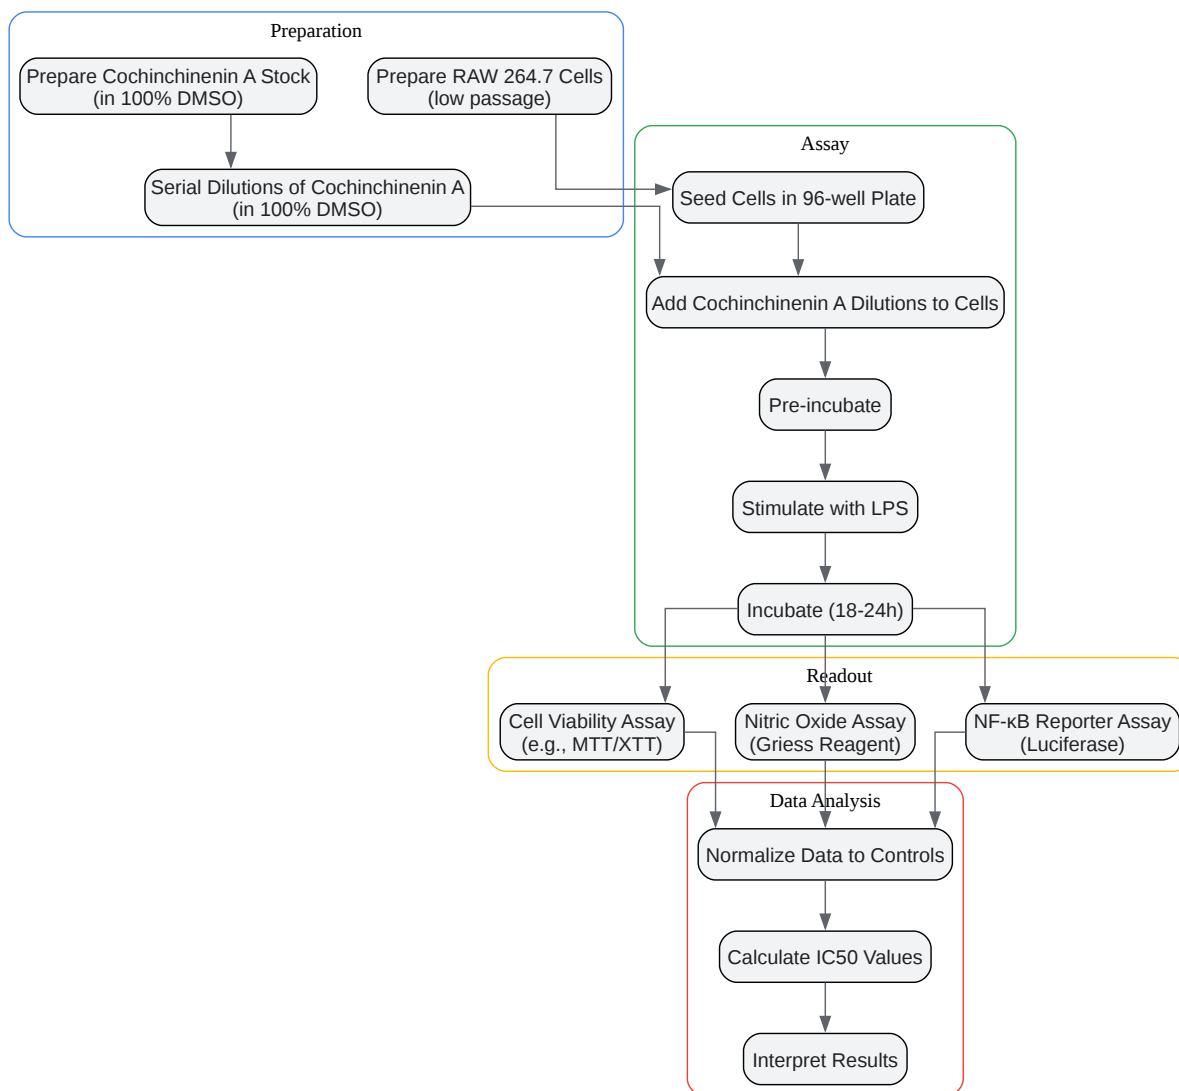 Preparation
Prepare Cochinchinenin A Stock
(in 100% DMSO)
Prepare RAW 264.7 Cells
(low passage)
Serial Dilutions of Cochinchinenin A
(in 100% DMSO)
Assay
Seed Cells in 96-well Plate
Add Cochinchinenin A Dilutions to Cells
Pre-incubate
Stimulate with LPS
Incubate (18-24h)
Readout
Cell Viability Assay
(e.g., MTT/XTT)
Nitric Oxide Assay
(Griess Reagent)
NF-κB Reporter Assay
(Luciferase)
Data Analysis
Normalize Data to Controls
Calculate IC50 Values
Interpret Results